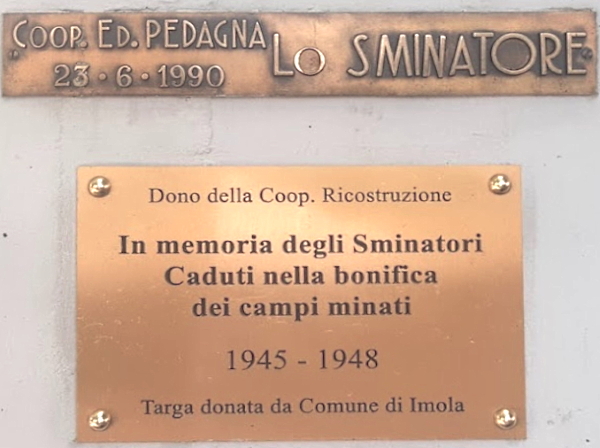 COOP. ED. PEDAGNA
23·6·1990
LO SMINATORE
Dono della Coop. Ricostruzione
In memoria degli Sminatori
Caduti nella bonifica
dei campi minati
1945 - 1948
Targa donata da Comune di Imola